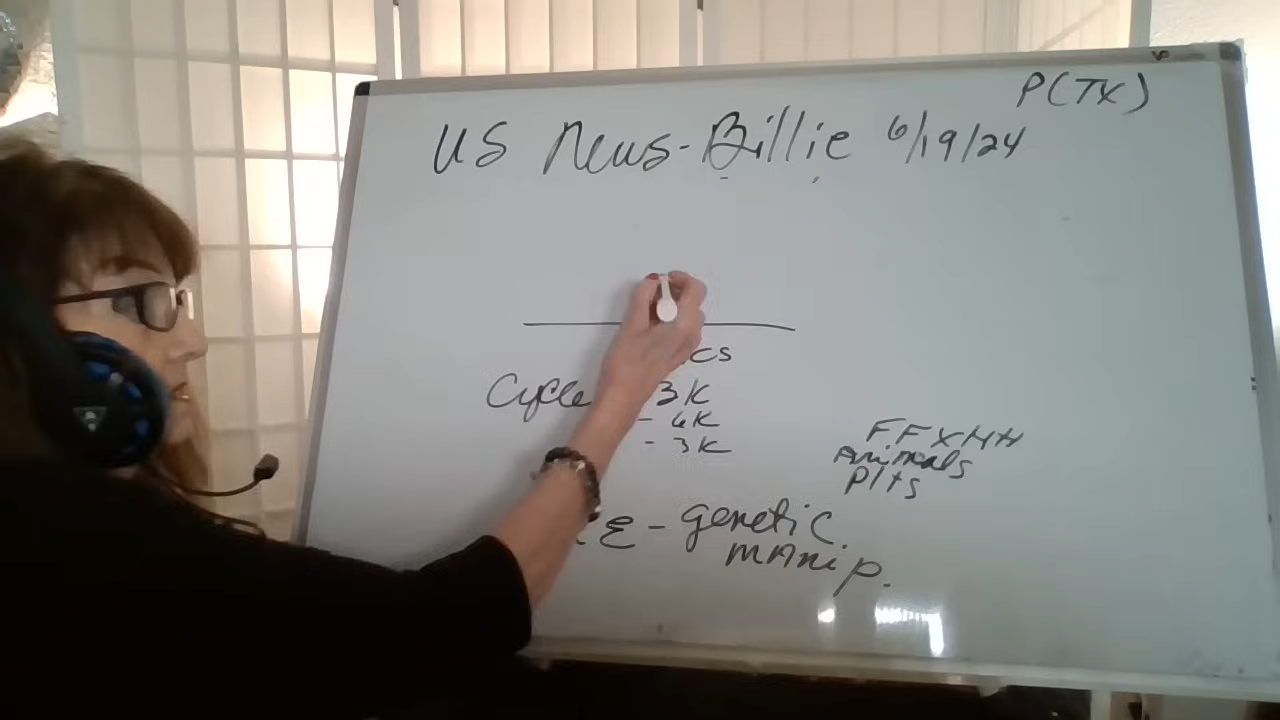 P(TX)
US News-Billie 6/19/24
Cycle 3K
- 6K
- 3K
FFXHH
Animals
Plts
E - genetic
manip.